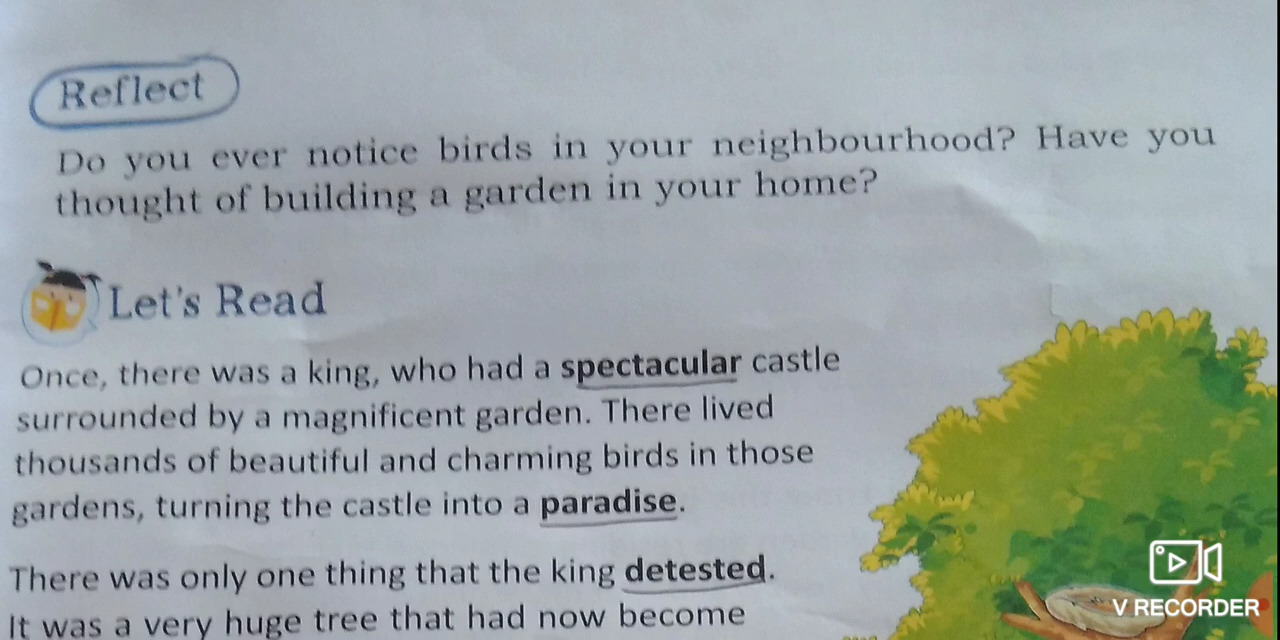 Reflect
Do you ever notice birds in your neighbourhood? Have you
thought of building a garden in your home?
Let's Read
Once, there was a king, who had a spectacular castle
surrounded by a magnificent garden. There lived
thousands of beautiful and charming birds in those
gardens, turning the castle into a paradise.
There was only one thing that the king detested.
It was a very huge tree that had now become
V RECORDER